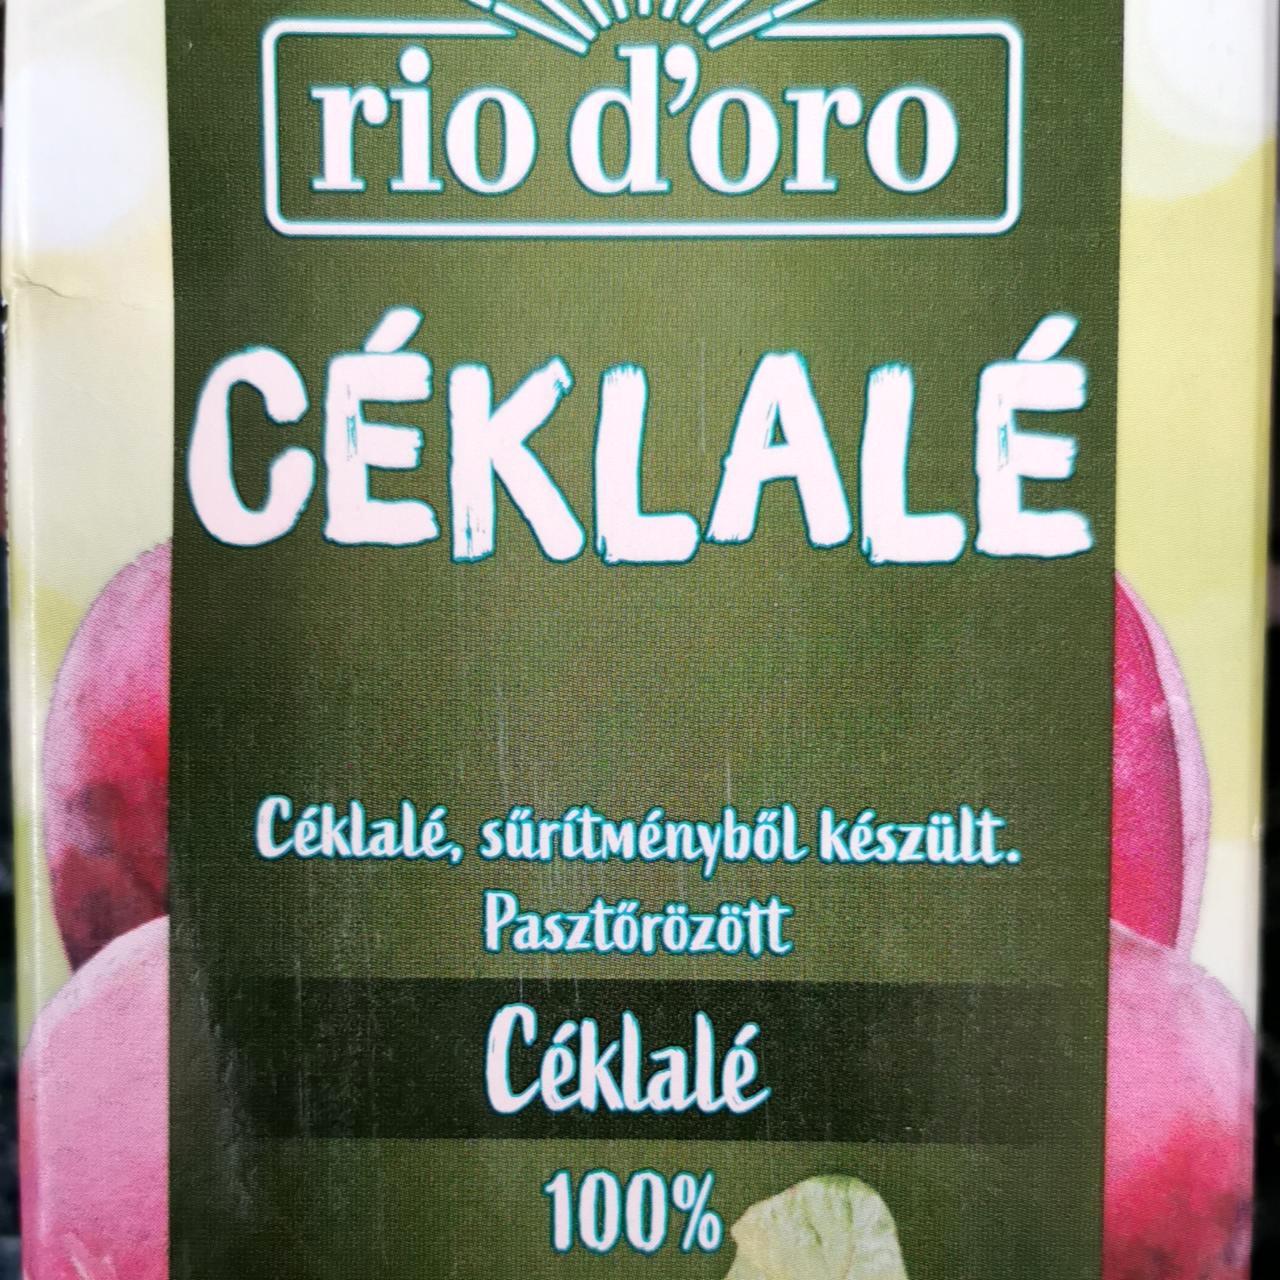 rio d'oro
CÉKLALÉ
Céklalé, sűrítményből készült.
Pasztőrözött
Céklalé
100%